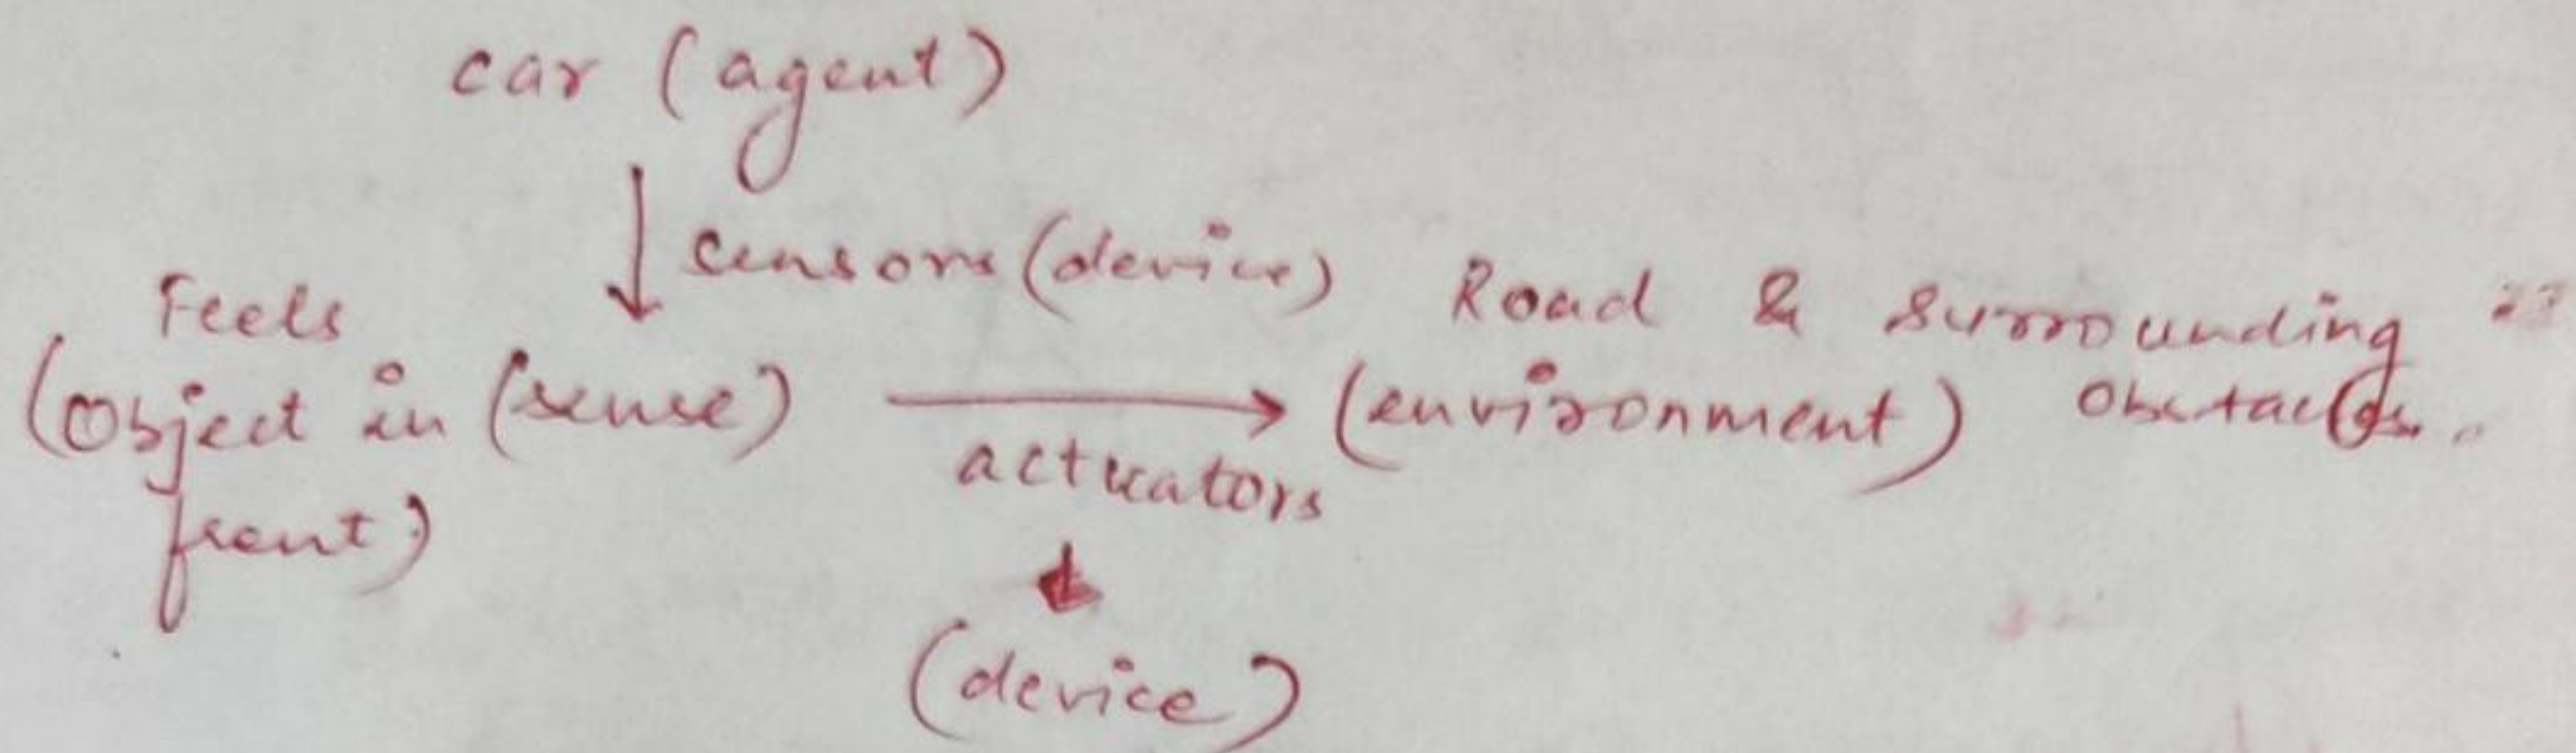 car (agent)
censors (device)
Feels
(Object in (sense)
front)
actuators
(device)
Road & Surrounding
(environment) Obstacles.